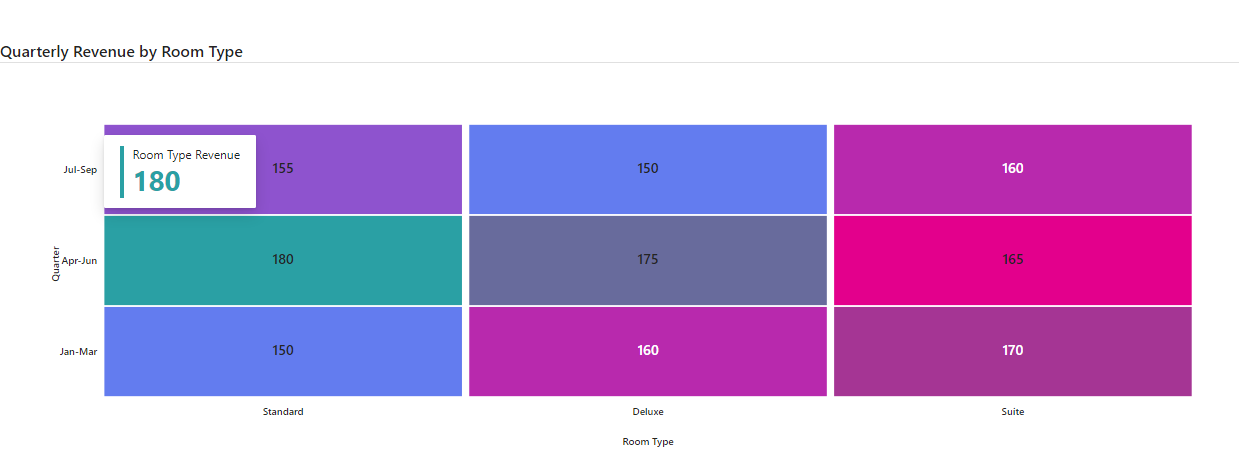 Quarterly Revenue by Room Type
Room Type Revenue
180
Jul-Sep
155
150
160
Quarter
Apr-Jun
180
175
165
Jan-Mar
150
160
170
Standard
Deluxe
Suite
Room Type